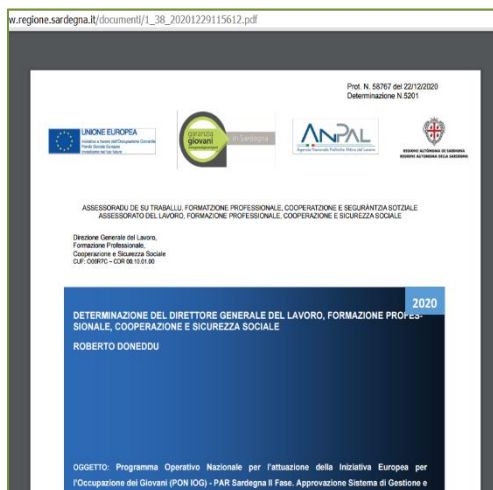 w.regione.sardegna.it/documenti/1_38_20201229115612.pdf
Prot. N. 58767 del 22/12/2020
Determinazione N.5201
UNIONE EUROPEA
Fondo Sociale Europeo
garanzia
giovani
in Sardegna
ANPAL
Agenzia Nazionale Politiche Attive del Lavoro
REGIONE AUTÒNOMA DE SARDIGNA
REGIONE AUTONOMA DELLA SARDEGNA
ASSESSORADU DE SU TRABALLU, FORMATZIONE PROFESSIONALE, COOPERATZIONE E SEGURÀNTZIA SOTZIALE
ASSESSORATO DEL LAVORO, FORMAZIONE PROFESSIONALE, COOPERAZIONE E SICUREZZA SOCIALE
Direzione Generale del Lavoro,
Formazione Professionale,
Cooperazione e Sicurezza Sociale
2020
DETERMINAZIONE DEL DIRETTORE GENERALE DEL LAVORO, FORMAZIONE PROFES-
SIONALE, COOPERAZIONE E SICUREZZA SOCIALE
ROBERTO DONEDDU
OGGETTO: Programma Operativo Nazionale per l'attuazione della Iniziativa Europea per
l'Occupazione dei Giovani (PON IOG) - PAR Sardegna II Fase. Approvazione Sistema di Gestione e